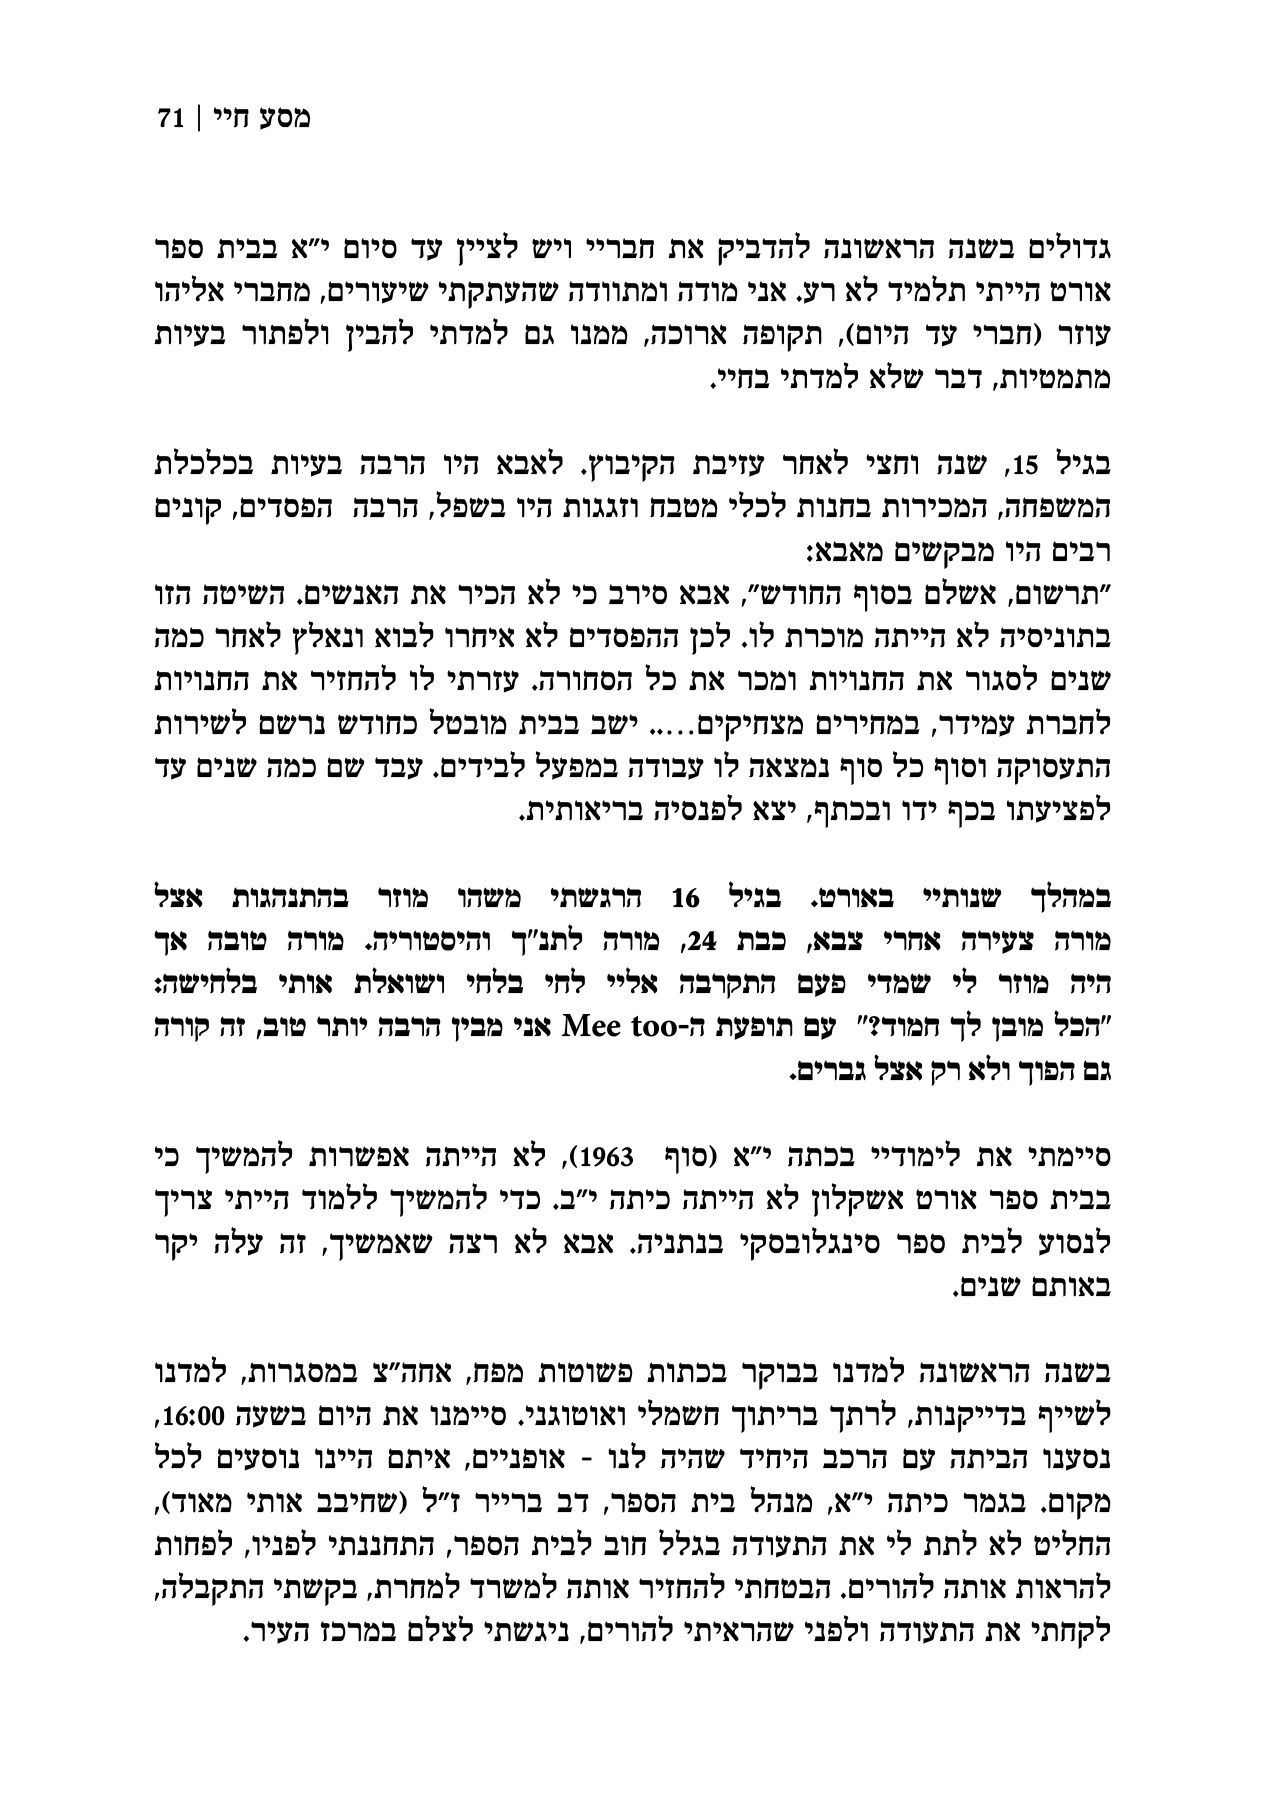 מסע חיי | 71
גדולים בשנה הראשונה להדביק את חבריי ויש לציין עד סיום י״א בבית ספר
אורט הייתי תלמיד לא רע. אני מודה ומתוודה שהעתקתי שיעורים, מחברי אליהו
עוזר (חברי עד היום), תקופה ארוכה, ממנו גם למדתי להבין ולפתור בעיות
מתמטיות, דבר שלא למדתי בחיי.
בגיל 15, שנה וחצי לאחר עזיבת הקיבוץ. לאבא היו הרבה בעיות בכלכלת
המשפחה, המכירות בחנות לכלי מטבח וזגגות היו בשפל, הרבה הפסדים, קונים
רבים היו מבקשים מאבא:
״תרשום, אשלם בסוף החודש״, אבא סירב כי לא הכיר את האנשים. השיטה הזו
בתוניסיה לא הייתה מוכרת לו. לכן ההפסדים לא איחרו לבוא ונאלץ לאחר כמה
שנים לסגור את החנויות ומכר את כל הסחורה. עזרתי לו להחזיר את החנויות
לחברת עמידר, במחירים מצחיקים..... ישב בבית מובטל כחודש נרשם לשירות
התעסוקה וסוף כל סוף נמצאה לו עבודה במפעל לבידים. עבד שם כמה שנים עד
לפציעתו בכף ידו ובכתף, יצא לפנסיה בריאותית.
במהלך שנותיי באורט. בגיל 16 הרגשתי משהו מוזר בהתנהגות אצל
מורה צעירה אחרי צבא, כבת 24, מורה לתנ״ך והיסטוריה. מורה טובה אך
היה מוזר לי שמדי פעם התקרבה אליי לחי בלחי ושואלת אותי בלחישה:
״הכל מובן לך חמוד?״ עם תופעת ה-Mee too אני מבין הרבה יותר טוב, זה קורה
גם הפוך ולא רק אצל גברים.
סיימתי את לימודיי בכתה י״א (סוף 1963), לא הייתה אפשרות להמשיך כי
בבית ספר אורט אשקלון לא הייתה כיתה י״ב. כדי להמשיך ללמוד הייתי צריך
לנסוע לבית ספר סינגלובסקי בנתניה. אבא לא רצה שאמשיך, זה עלה יקר
באותם שנים.
בשנה הראשונה למדנו בבוקר בכתות פשוטות מפח, אחה״צ במסגרות, למדנו
לשייף בדייקנות, לרתך בריתוך חשמלי ואוטוגני. סיימנו את היום בשעה 16:00,
נסענו הביתה עם הרכב היחיד שהיה לנו - אופניים, איתם היינו נוסעים לכל
מקום. בגמר כיתה י״א, מנהל בית הספר, דב ברייר ז״ל (שחיבב אותי מאוד),
החליט לא לתת לי את התעודה בגלל חוב לבית הספר, התחננתי לפניו, לפחות
להראות אותה להורים. הבטחתי להחזיר אותה למשרד למחרת, בקשתי התקבלה,
לקחתי את התעודה ולפני שהראיתי להורים, ניגשתי לצלם במרכז העיר.